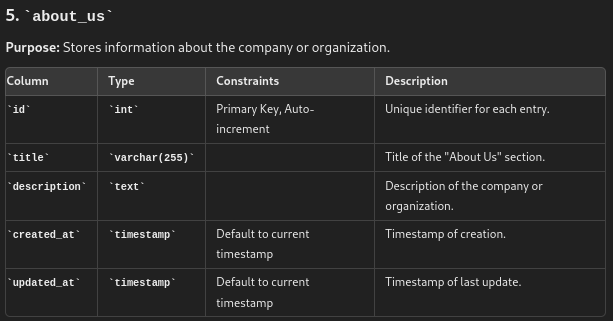 5. `about_us`
Purpose: Stores information about the company or organization.
Column Type Constraints Description
`id` `int` Primary Key, Auto-increment Unique identifier for each entry.
`title` `varchar(255)` Title of the "About Us" section.
`description` `text` Description of the company or organization.
`created_at` `timestamp` Default to current timestamp Timestamp of creation.
`updated_at` `timestamp` Default to current timestamp Timestamp of last update.